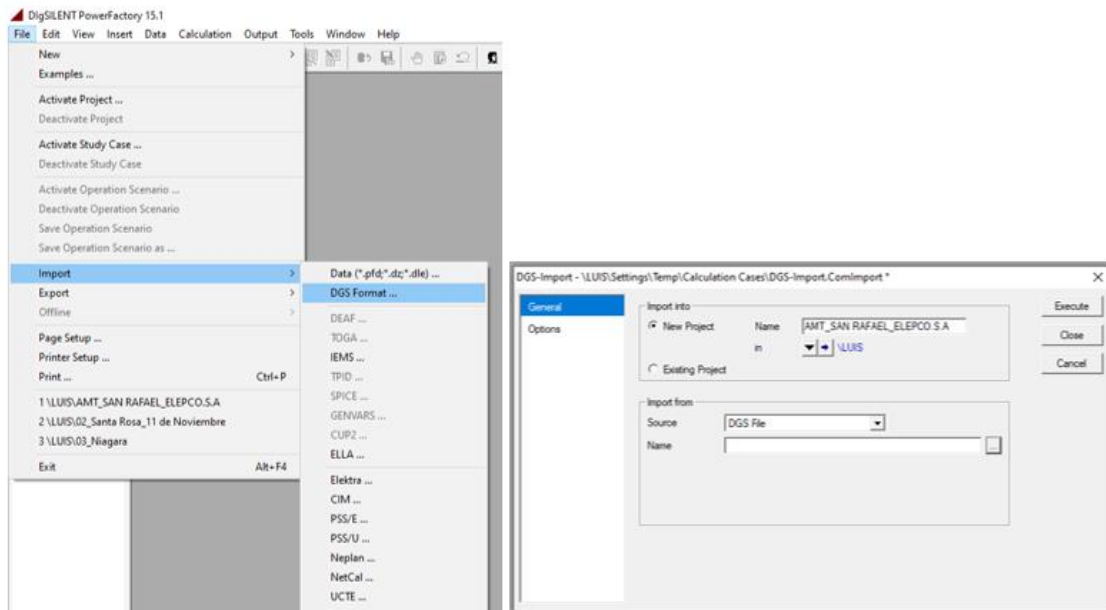 DIgSILENT PowerFactory 15.1
File Edit View Insert Data Calculation Output Tools Window Help
New
Examples ...
Activate Project ...
Deactivate Project
Activate Study Case ...
Deactivate Study Case
Activate Operation Scenario ...
Deactivate Operation Scenario
Save Operation Scenario
Save Operation Scenario as ...
Import
Export
Offline
Page Setup ...
Printer Setup ...
Print ... Ctrl+P
1 \LUIS\AMT_SAN RAFAEL_ELEPCO.S.A
2 \LUIS\02_Santa Rosa_11 de Noviembre
3 \LUIS\03_Niagara
Exit Alt+F4
Data (*.pfd;*.dz;*.dle) ...
DGS Format ...
DEAF ...
TOGA ...
IEMS ...
TPID ...
SPICE ...
GENVARS ...
CUP2 ...
ELLA ...
Elektra ...
CIM ...
PSS/E ...
PSS/U ...
Neplan ...
NetCal ...
UCTE ...
DGS-Import - \LUIS\Settings\Temp\Calculation Cases\DGS-Import.ComImport *
General
Options
Import into
New Project Name AMT_SAN RAFAEL_ELEPCO.S.A
in \LUIS
Existing Project
Import from
Source DGS File
Name ...
Execute
Close
Cancel